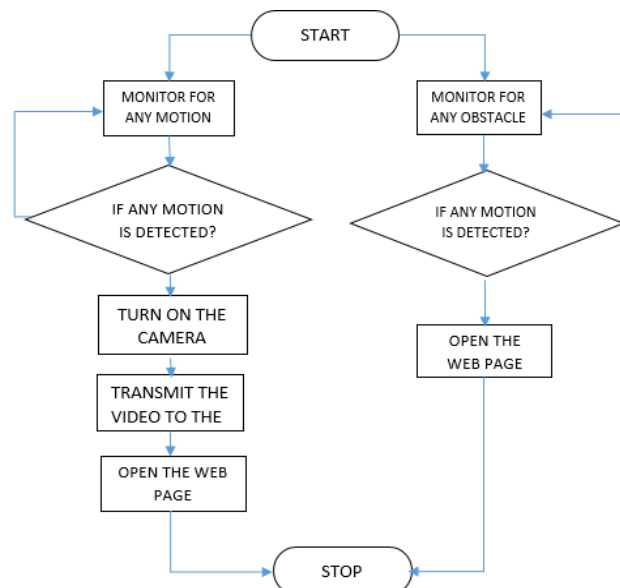 START
MONITOR FOR
ANY MOTION
IF ANY MOTION
IS DETECTED?
TURN ON THE
CAMERA
TRANSMIT THE
VIDEO TO THE
OPEN THE WEB
PAGE
MONITOR FOR
ANY OBSTACLE
IF ANY MOTION
IS DETECTED?
OPEN THE
WEB PAGE
STOP